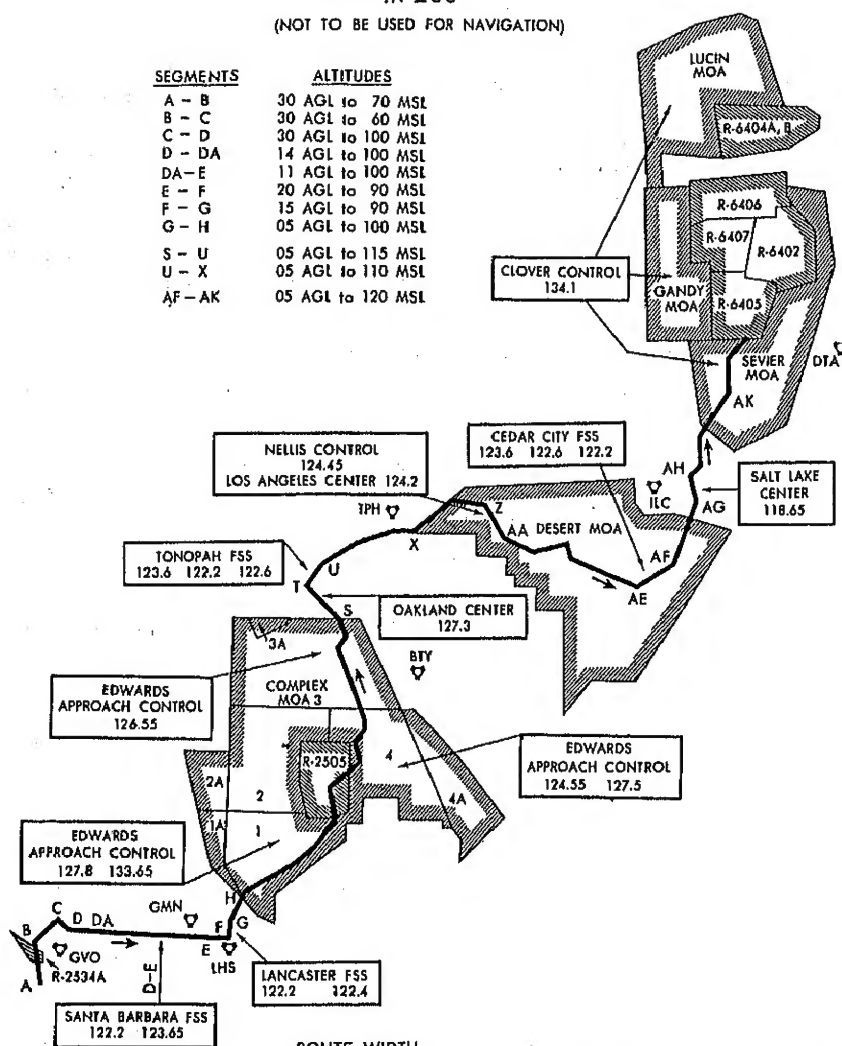 (NOT TO BE USED FOR NAVIGATION)
SEGMENTS ALTITUDES
A - B 30 AGL to 70 MSL
B - C 30 AGL to 60 MSL
C - D 30 AGL to 100 MSL
D - DA 14 AGL to 100 MSL
DA-E 11 AGL to 100 MSL
E - F 20 AGL to 90 MSL
F - G 15 AGL to 90 MSL
G - H 05 AGL to 100 MSL
S - U 05 AGL to 115 MSL
U - X 05 AGL to 110 MSL
AF-AK 05 AGL to 120 MSL
LUCIN
MOA
R-6404A, B
R-6406
R-6407
R-6402
CLOVER CONTROL
134.1
GANDY
MOA
R-6405
SEVIER
MOA
DTA
AK
NELLIS CONTROL
124.45
LOS ANGELES CENTER 124.2
CEDAR CITY FSS
123.6 122.6 122.2
AH
ILC
AG
SALT LAKE
CENTER
118.65
TPH
Z
X
AA
DESERT MOA
AF
AE
TONOPAH FSS
123.6 122.2 122.6
U
T
S
OAKLAND CENTER
127.3
3A
BTY
EDWARDS
APPROACH CONTROL
126.55
COMPLEX
MOA 3
R-2505
4
4A
EDWARDS
APPROACH CONTROL
124.55 127.5
2A
2
1A
1
EDWARDS
APPROACH CONTROL
127.8 133.65
H
G
F
E
GMN
LHS
C
D
DA
B
GVO
R-2534A
A
D-E
LANCASTER FSS
122.2 122.4
SANTA BARBARA FSS
122.2 123.65